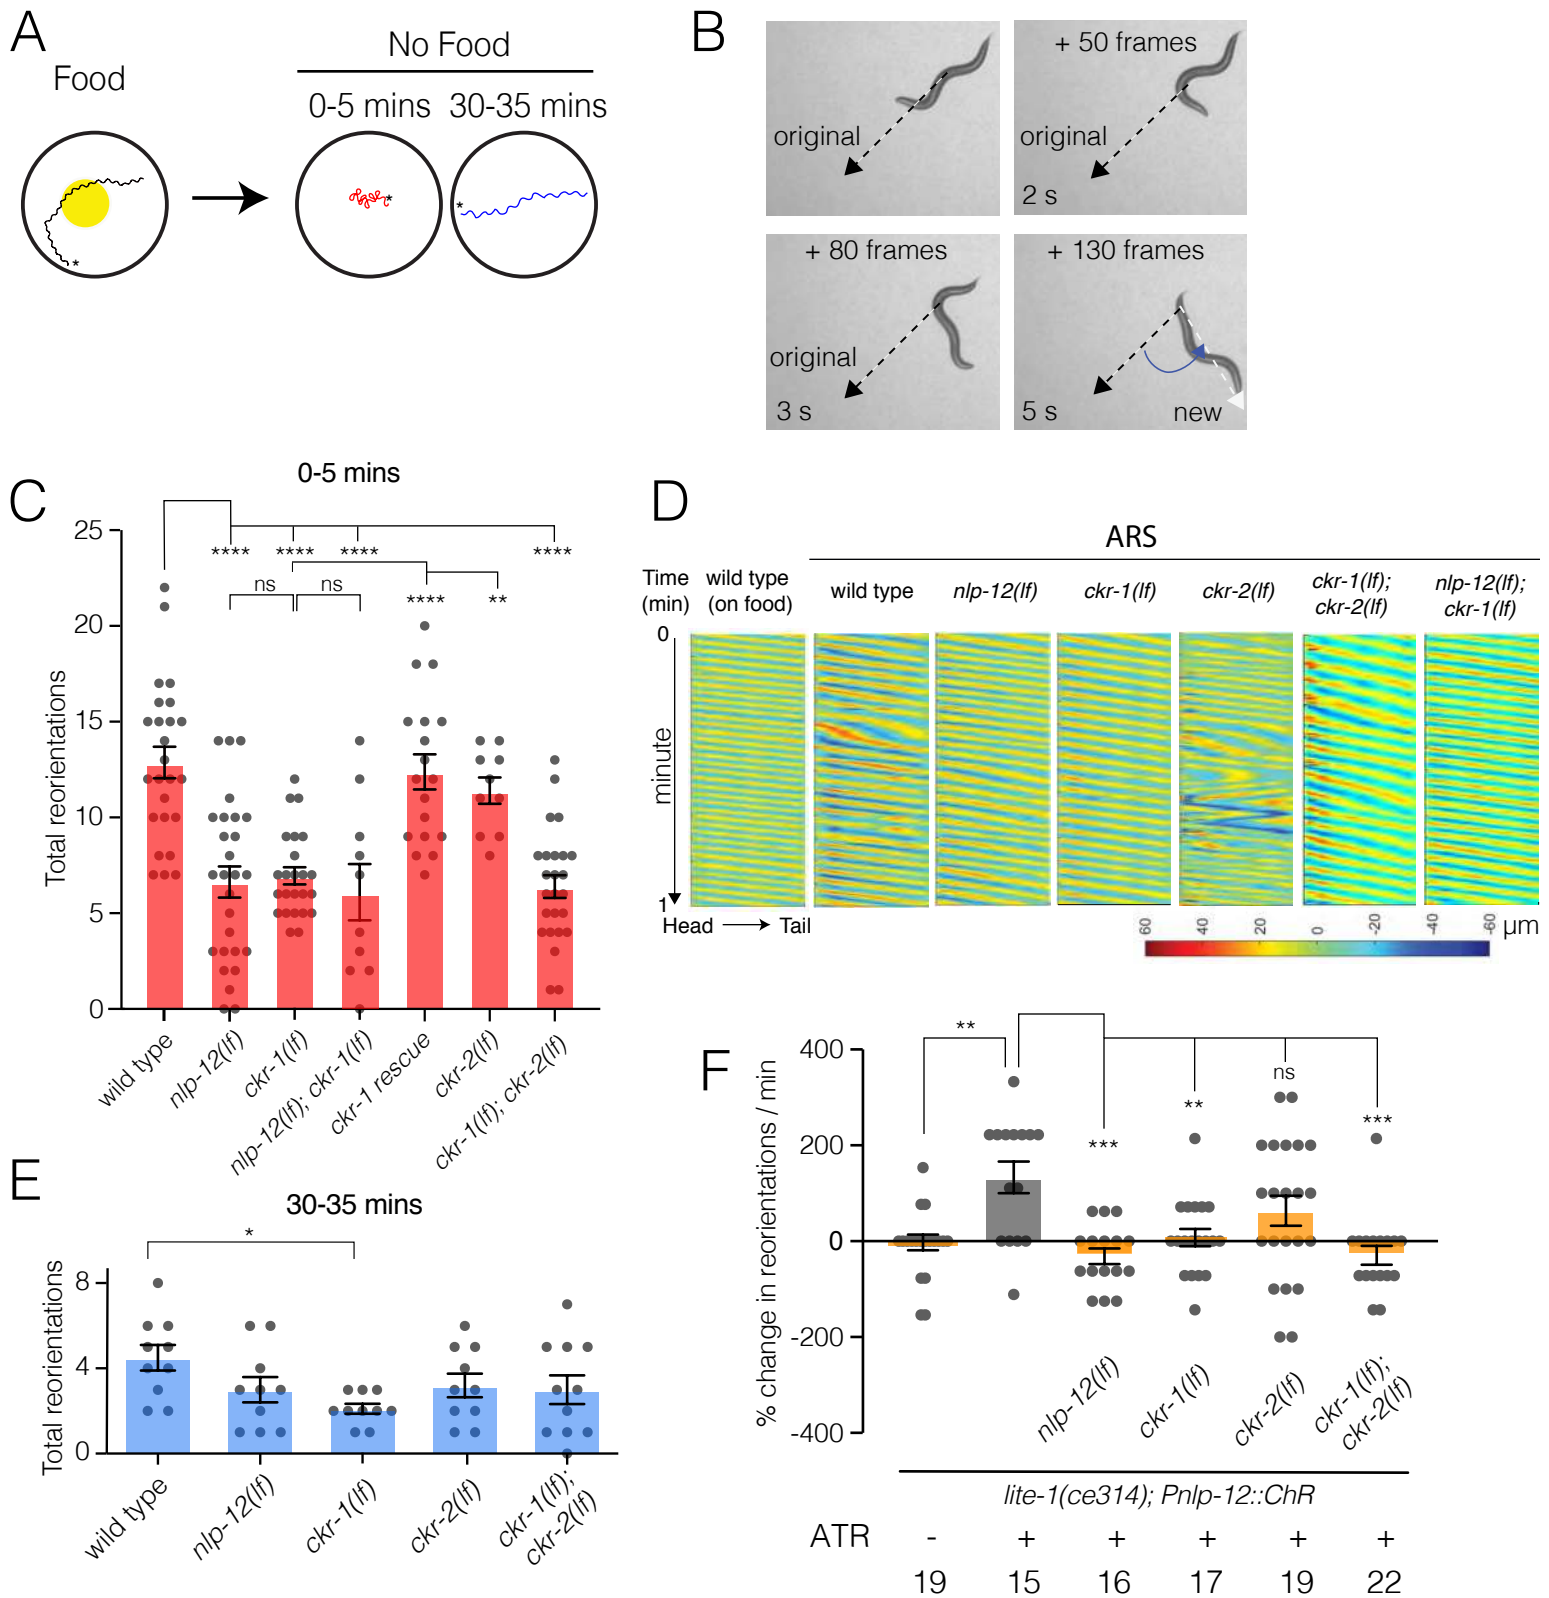 A
Food
No Food
0-5 mins
30-35 mins
*
*
*
B
original
+ 50 frames
original
2 s
+ 80 frames
original
3 s
+ 130 frames
5 s
new
C
0-5 mins
Total reorientations
25
20
15
10
5
0
****
****
****
****
ns
ns
****
**
wild type
nlp-12(lf)
ckr-1(lf)
nlp-12(lf); ckr-1(lf)
ckr-1 rescue
ckr-2(lf)
ckr-1(lf); ckr-2(lf)
D
ARS
Time
(min)
wild type
(on food)
wild type
nlp-12(lf)
ckr-1(lf)
ckr-2(lf)
ckr-1(lf);
ckr-2(lf)
nlp-12(lf);
ckr-1(lf)
0
minute
1
Head
Tail
60
40
20
0
-20
-40
-60
µm
E
30-35 mins
Total reorientations
8
4
0
*
wild type
nlp-12(lf)
ckr-1(lf)
ckr-2(lf)
ckr-1(lf);
ckr-2(lf)
F
% change in reorientations / min
400
200
0
-200
-400
**
***
**
ns
***
nlp-12(lf)
ckr-1(lf)
ckr-2(lf)
ckr-1(lf);
ckr-2(lf)
lite-1(ce314); Pnlp-12::ChR
ATR - + + + + +
19 15 16 17 19 22